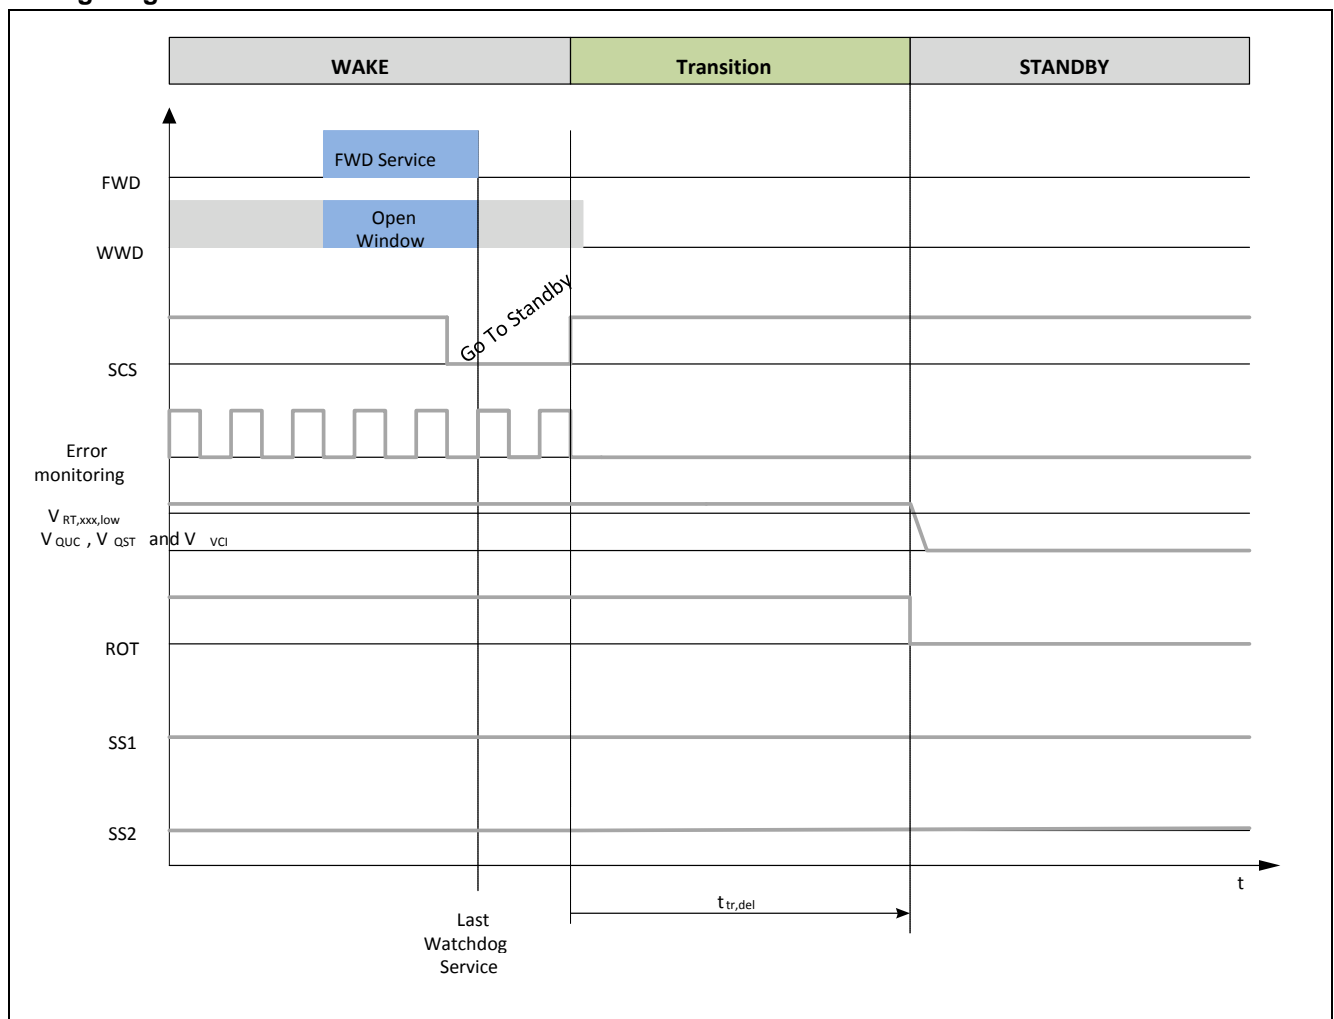 WAKE
Transition
STANDBY
FWD Service
FWD
Open
Window
WWD
Go To Standby
SCS
Error
monitoring
V RT,xxx,low
V QUC , V QST and V VCI
ROT
SS1
SS2
t
t tr,del
Last
Watchdog
Service